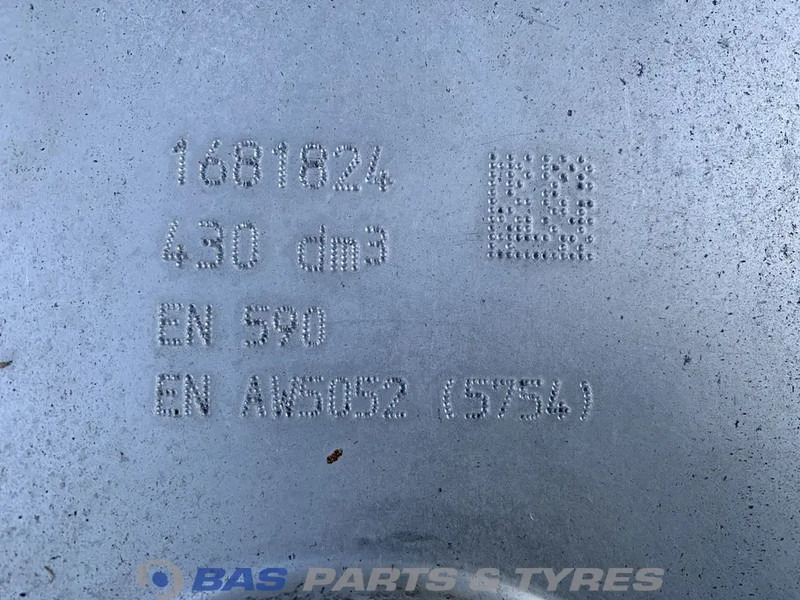 1681824
430 dm3
EN 590
EN AW5052 (5754)
BAS PARTS & TYRES